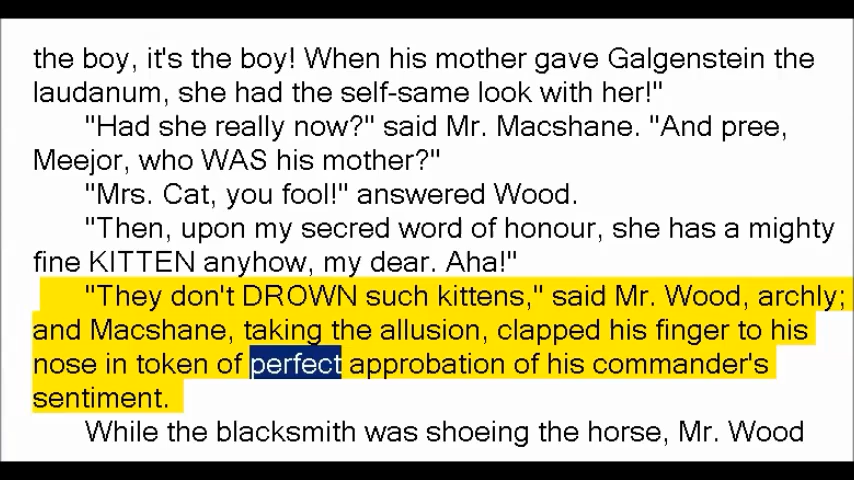 the boy, it's the boy! When his mother gave Galgenstein the
laudanum, she had the self-same look with her!"
"Had she really now?" said Mr. Macshane. "And pree,
Meejor, who WAS his mother?"
"Mrs. Cat, you fool!" answered Wood.
"Then, upon my secred word of honour, she has a mighty
fine KITTEN anyhow, my dear. Aha!"
"They don't DROWN such kittens," said Mr. Wood, archly;
and Macshane, taking the allusion, clapped his finger to his
nose in token of perfect approbation of his commander's
sentiment.
While the blacksmith was shoeing the horse, Mr. Wood